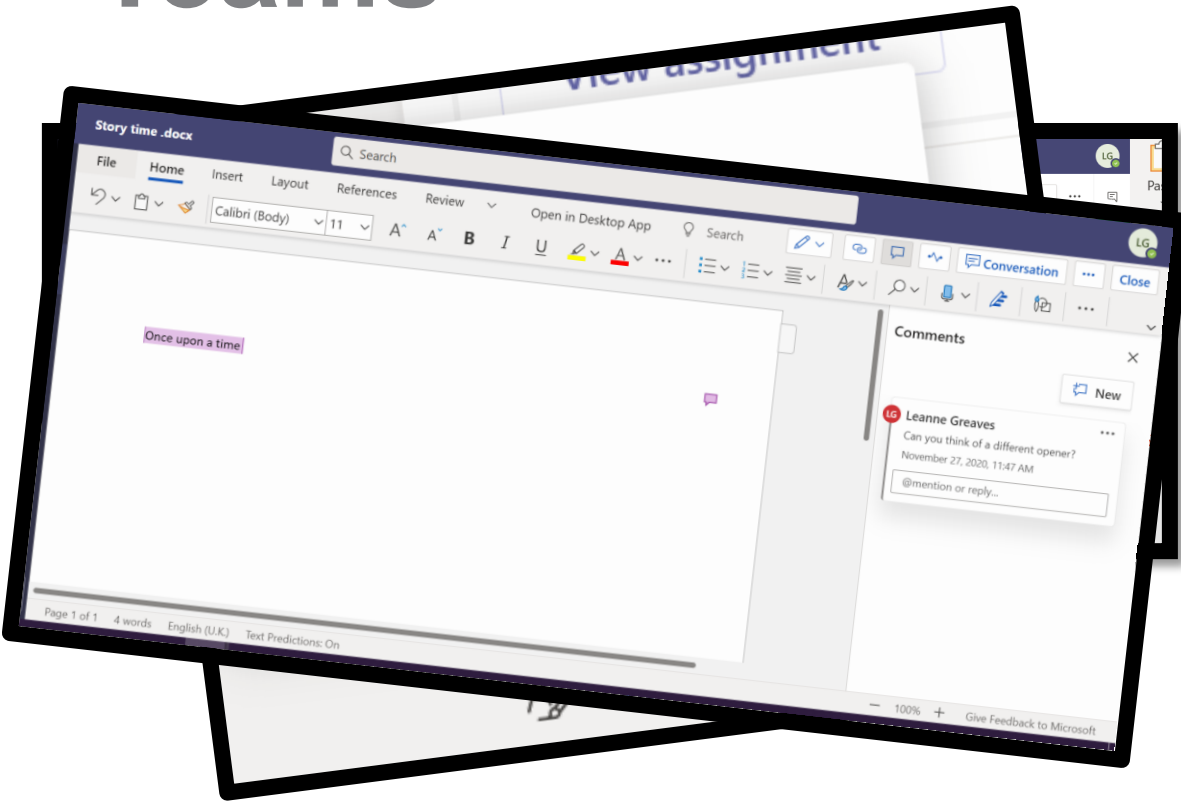 Teams
View assignment
Story time .docx
Search
LG
Pas
File Home Insert Layout References Review Open in Desktop App Search
Conversation Close
LG
Calibri (Body) 11 A A B I U A
Once upon a time
Comments
New
LG Leanne Greaves
Can you think of a different opener?
November 27, 2020, 11:47 AM
@mention or reply...
Page 1 of 1 4 words English (U.K.) Text Predictions: On
100% Give Feedback to Microsoft